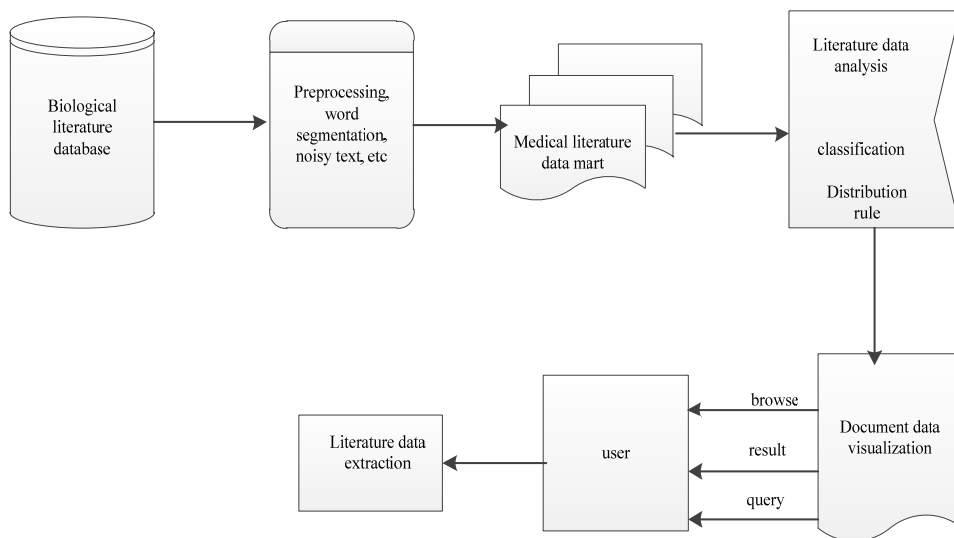 Biological
literature
database
Preprocessing,
word
segmentation,
noisy text, etc
Medical literature
data mart
Literature data
analysis
classification
Distribution
rule
Document data
visualization
browse
result
query
user
Literature data
extraction